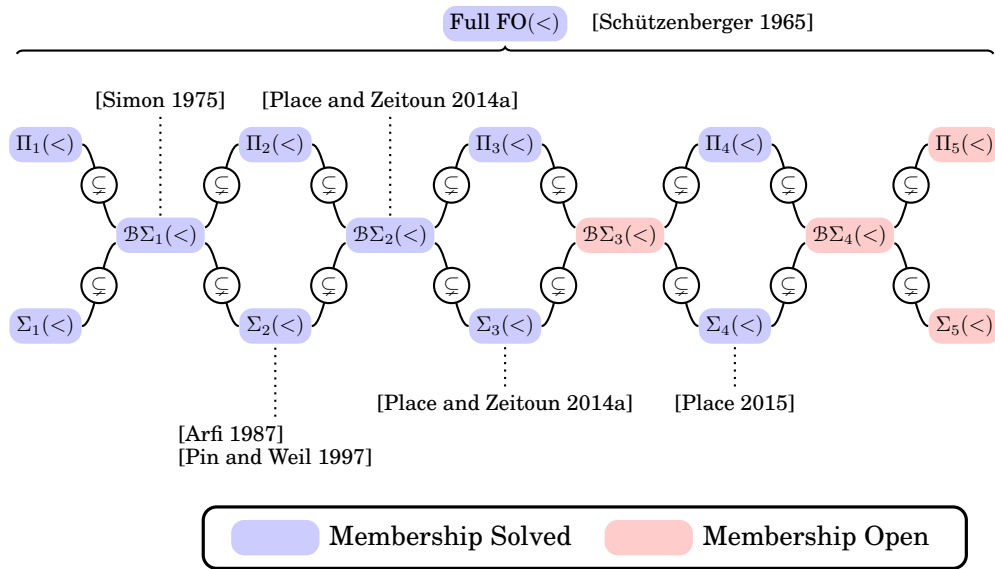 Full FO(<) [Schützenberger 1965]
[Simon 1975] [Place and Zeitoun 2014a]
Π₁(<) Π₂(<) Π₃(<) Π₄(<) Π₅(<)
⊊ ⊊ ⊊ ⊊ ⊊ ⊊ ⊊ ⊊
ℬΣ₁(<) ℬΣ₂(<) ℬΣ₃(<) ℬΣ₄(<)
⊊ ⊊ ⊊ ⊊ ⊊ ⊊ ⊊ ⊊
Σ₁(<) Σ₂(<) Σ₃(<) Σ₄(<) Σ₅(<)
[Place and Zeitoun 2014a] [Place 2015]
[Arfi 1987]
[Pin and Weil 1997]
Membership Solved Membership Open